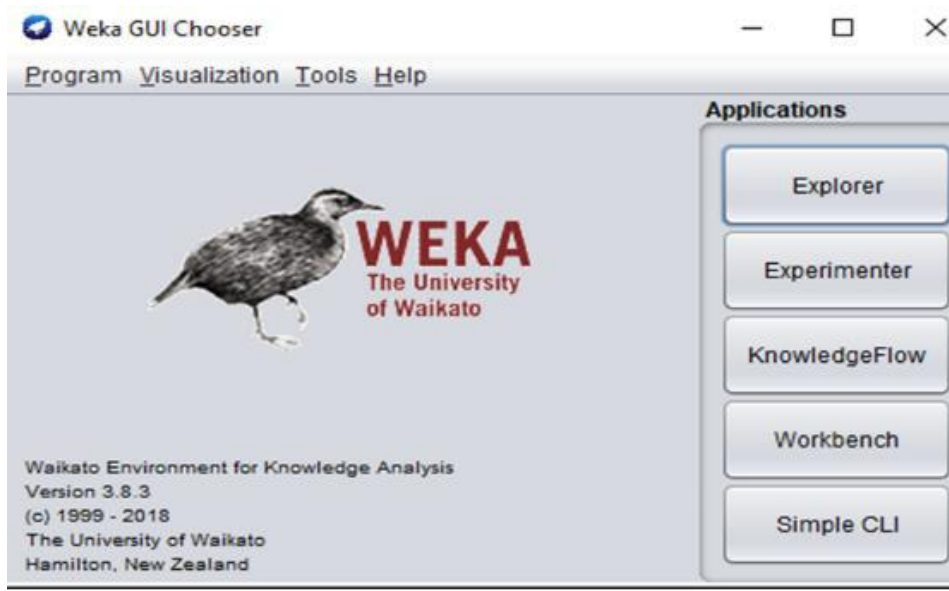 Weka GUI Chooser
Program Visualization Tools Help
Applications
Explorer
Experimenter
KnowledgeFlow
Workbench
Simple CLI
WEKA
The University
of Waikato
Waikato Environment for Knowledge Analysis
Version 3.8.3
(c) 1999 - 2018
The University of Waikato
Hamilton, New Zealand